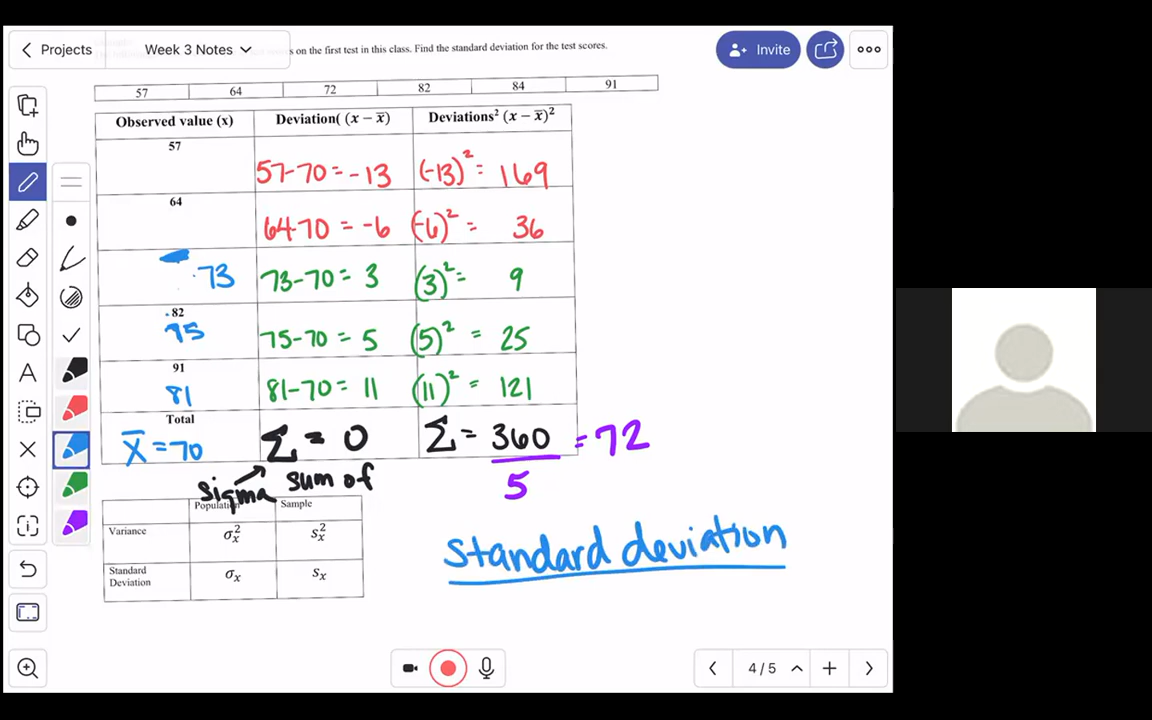 Projects Week 3 Notes on the first test in this class. Find the standard deviation for the test scores. Invite
57 64 72 82 84 91
Observed value (x) Deviation( (x − x̅) Deviations² (x − x̅)²
57
57-70 = -13 (-13)² = 169
64
64-70 = -6 (-6)² = 36
73 73-70 = 3 (3)² = 9
82
75 75-70 = 5 (5)² = 25
91
81 81-70 = 11 (11)² = 121
Total
x̅ = 70 Σ = 0 Σ = 360 = 72
5
sigma sum of
Population Sample
Variance σx² sx²
Standard Deviation σx sx
Standard deviation
4/5